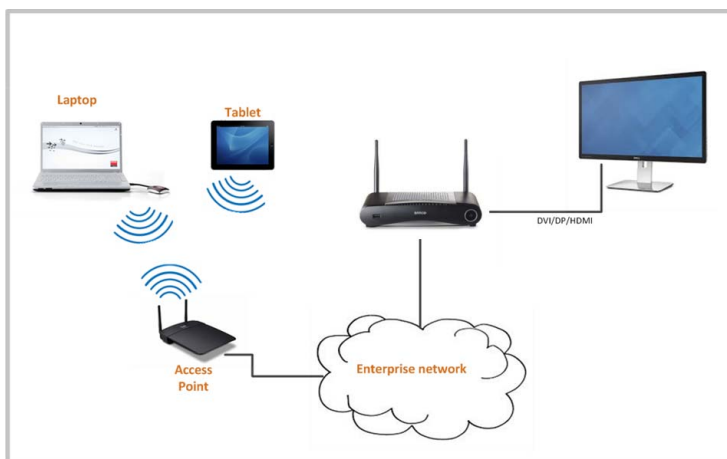 Laptop
Tablet
DVI/DP/HDMI
Access
Point
Enterprise network